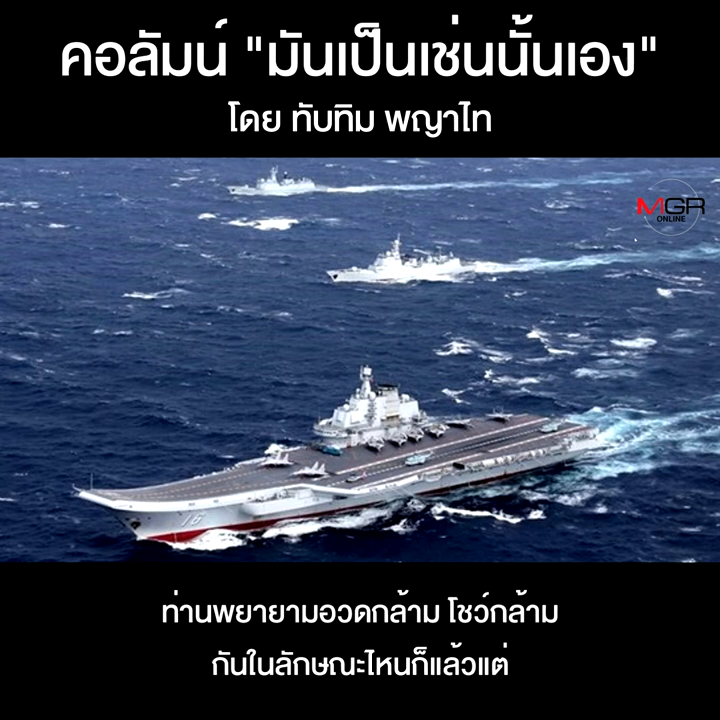 คอลัมน์ "มันเป็นเช่นนั้นเอง"
โดย ทับทิม พญาไท
MGR
ONLINE
16
ท่านพยายามอวดกล้าม โชว์กล้าม
กันในลักษณะไหนก็แล้วแต่